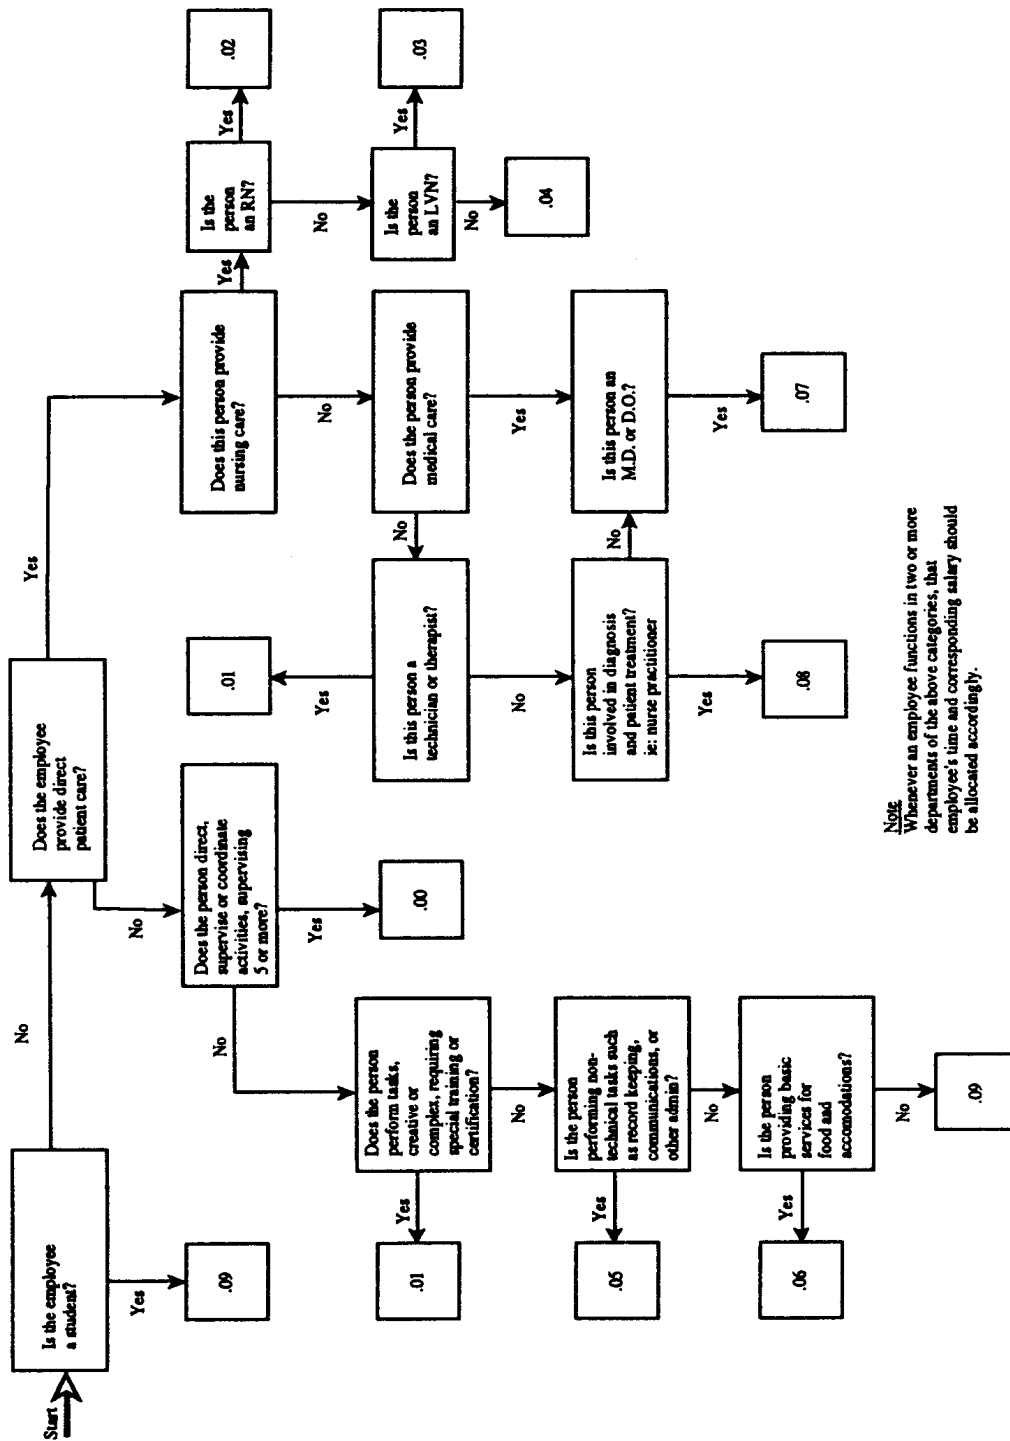 Start
Is the employee
a student?
Yes
.09
No
Does the employee
provide direct
patient care?
Yes
No
Does the person direct,
supervise or coordinate
activities, supervising
5 or more?
Yes
.00
No
Does the person
perform tasks,
creative or
complex, requiring
special training or
certification?
Yes
.01
No
Is the person
performing non-
technical tasks such
as record keeping,
communications, or
other admin?
Yes
.05
No
Is the person
providing basic
services for
food and
accomodations?
Yes
.06
No
.09
Does this person provide
nursing care?
Yes
Is the
person
an RN?
Yes
.02
No
Is the
person
an LVN?
Yes
.03
No
.04
No
Does the person provide
medical care?
No
Is this person a
technician or therapist?
Yes
.01
No
Is this person
involved in diagnosis
and patient treatment?
ie: nurse practitioner
Yes
.08
No
Yes
Is this person an
M.D. or D.O.?
Yes
.07
Note
Whenever an employee functions in two or more
departments of the above categories, that
employee's time and corresponding salary should
be allocated accordingly.